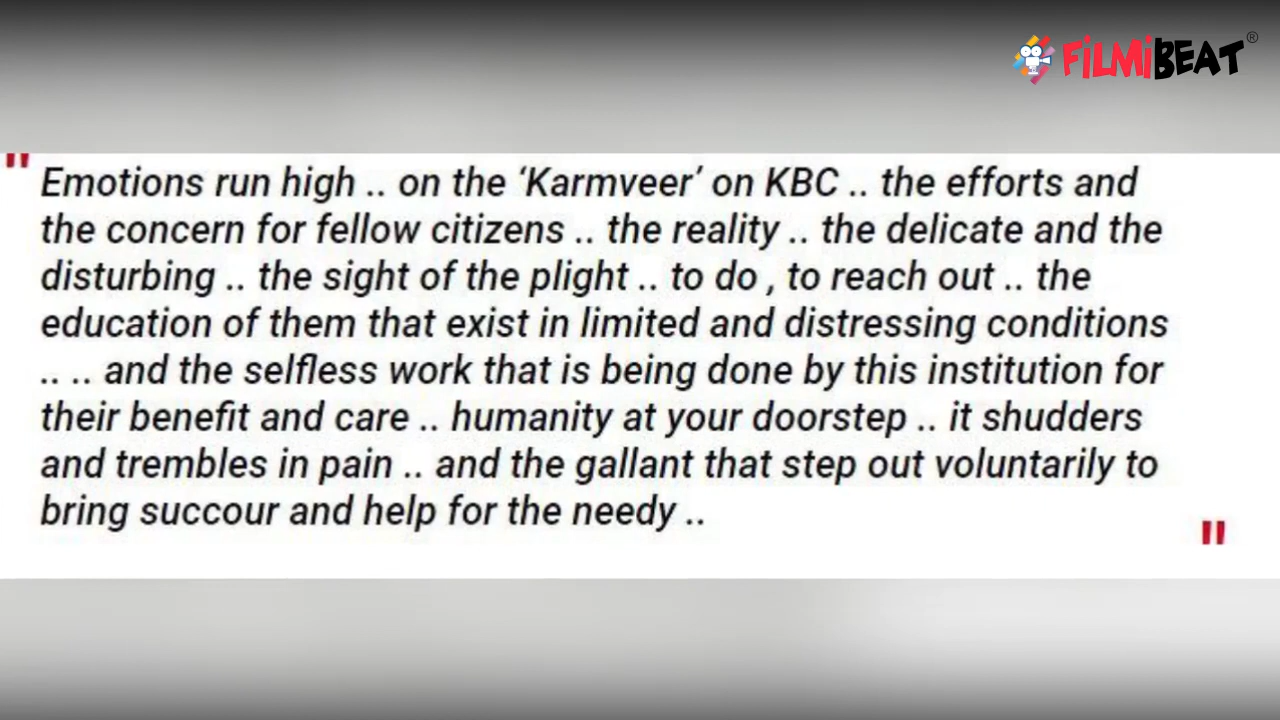 FiLMiBEAT®
" Emotions run high .. on the ‘Karmveer’ on KBC .. the efforts and
the concern for fellow citizens .. the reality .. the delicate and the
disturbing .. the sight of the plight .. to do , to reach out .. the
education of them that exist in limited and distressing conditions
.. .. and the selfless work that is being done by this institution for
their benefit and care .. humanity at your doorstep .. it shudders
and trembles in pain .. and the gallant that step out voluntarily to
bring succour and help for the needy ..
"